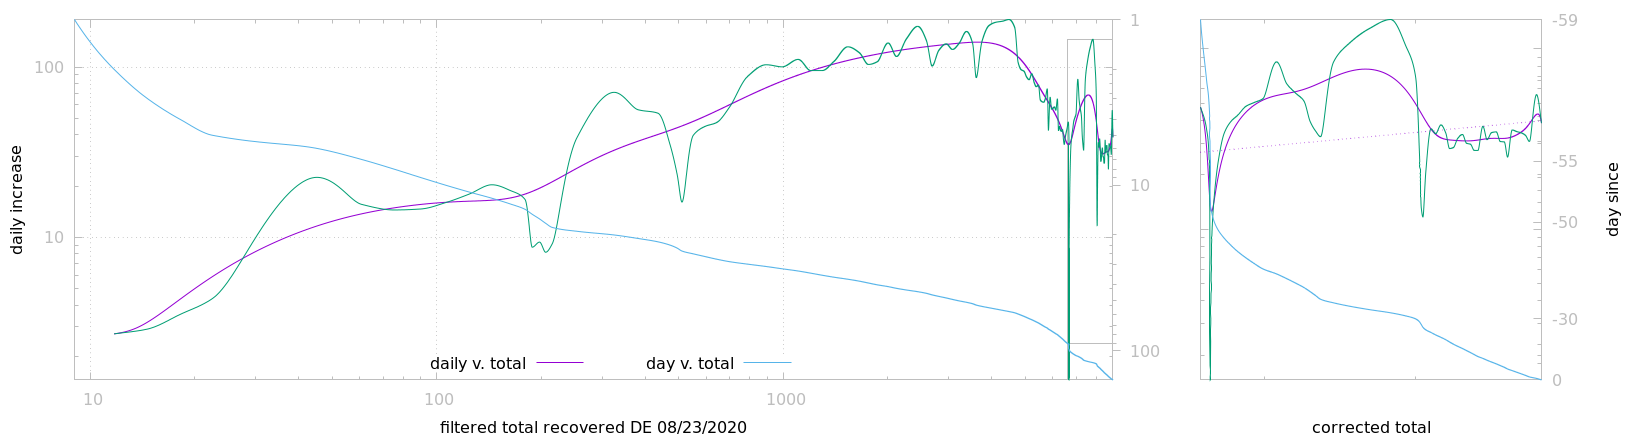 daily increase
100
10
10
100
1000
1
10
100
daily v. total
day v. total
filtered total recovered DE 08/23/2020
-59
-55
-50
-30
0
day since
corrected total